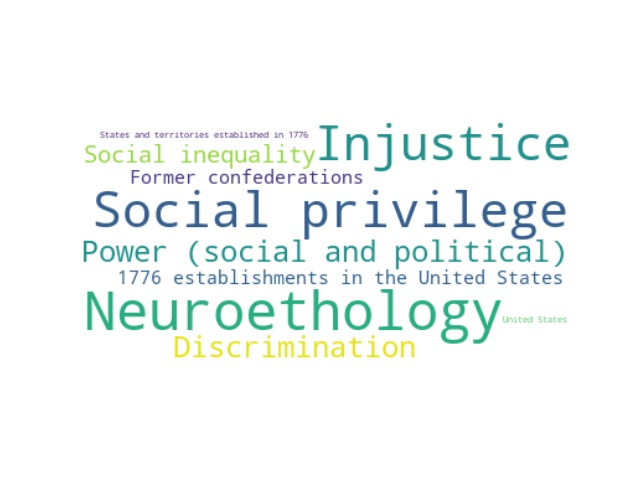 States and territories established in 1776
Injustice
Social inequality
Former confederations
Social privilege
Power (social and political)
1776 establishments in the United States
Neuroethology
United States
Discrimination